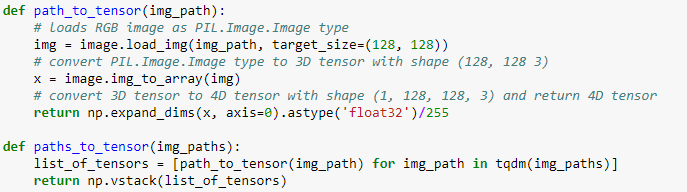 def path_to_tensor(img_path):
    # loads RGB image as PIL.Image.Image type
    img = image.load_img(img_path, target_size=(128, 128))
    # convert PIL.Image.Image type to 3D tensor with shape (128, 128 3)
    x = image.img_to_array(img)
    # convert 3D tensor to 4D tensor with shape (1, 128, 128, 3) and return 4D tensor
    return np.expand_dims(x, axis=0).astype('float32')/255

def paths_to_tensor(img_paths):
    list_of_tensors = [path_to_tensor(img_path) for img_path in tqdm(img_paths)]
    return np.vstack(list_of_tensors)